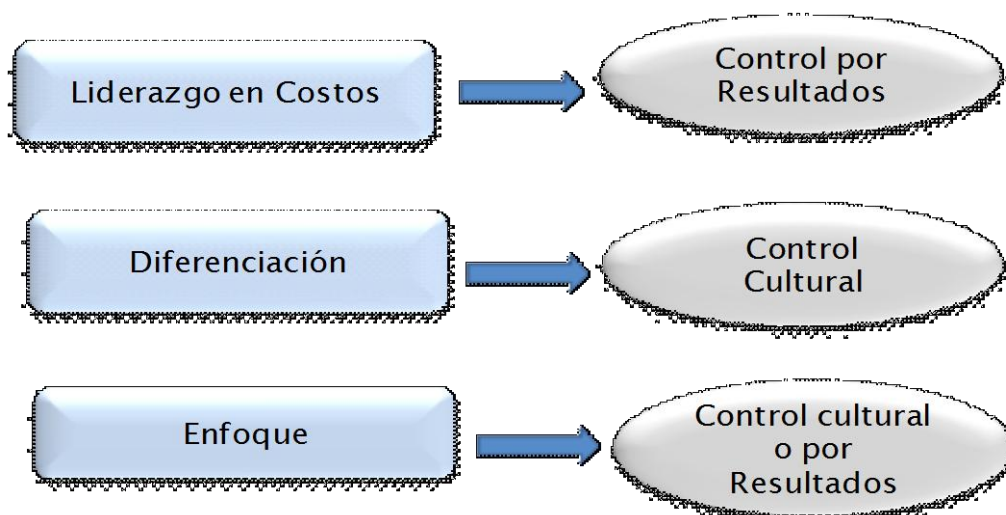 Liderazgo en Costos
Control por
Resultados
Diferenciación
Control
Cultural
Enfoque
Control cultural
o por
Resultados